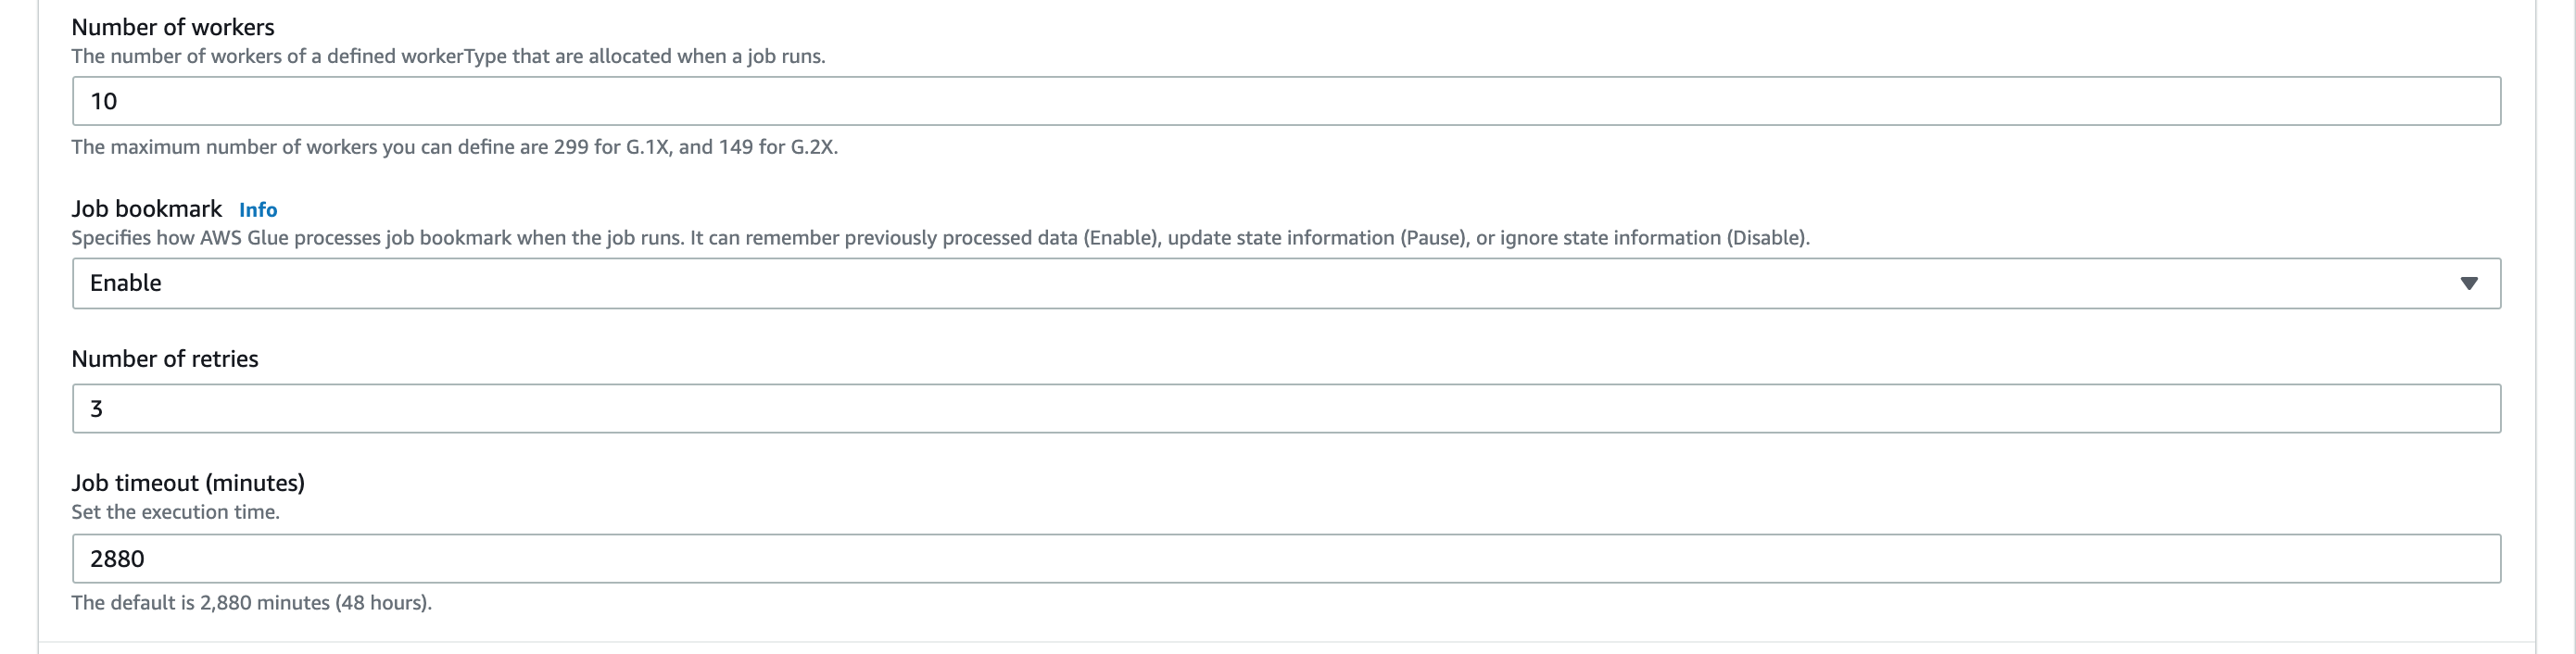 Number of workers
The number of workers of a defined workerType that are allocated when a job runs.
10
The maximum number of workers you can define are 299 for G.1X, and 149 for G.2X.
Job bookmark Info
Specifies how AWS Glue processes job bookmark when the job runs. It can remember previously processed data (Enable), update state information (Pause), or ignore state information (Disable).
Enable
Number of retries
3
Job timeout (minutes)
Set the execution time.
2880
The default is 2,880 minutes (48 hours).